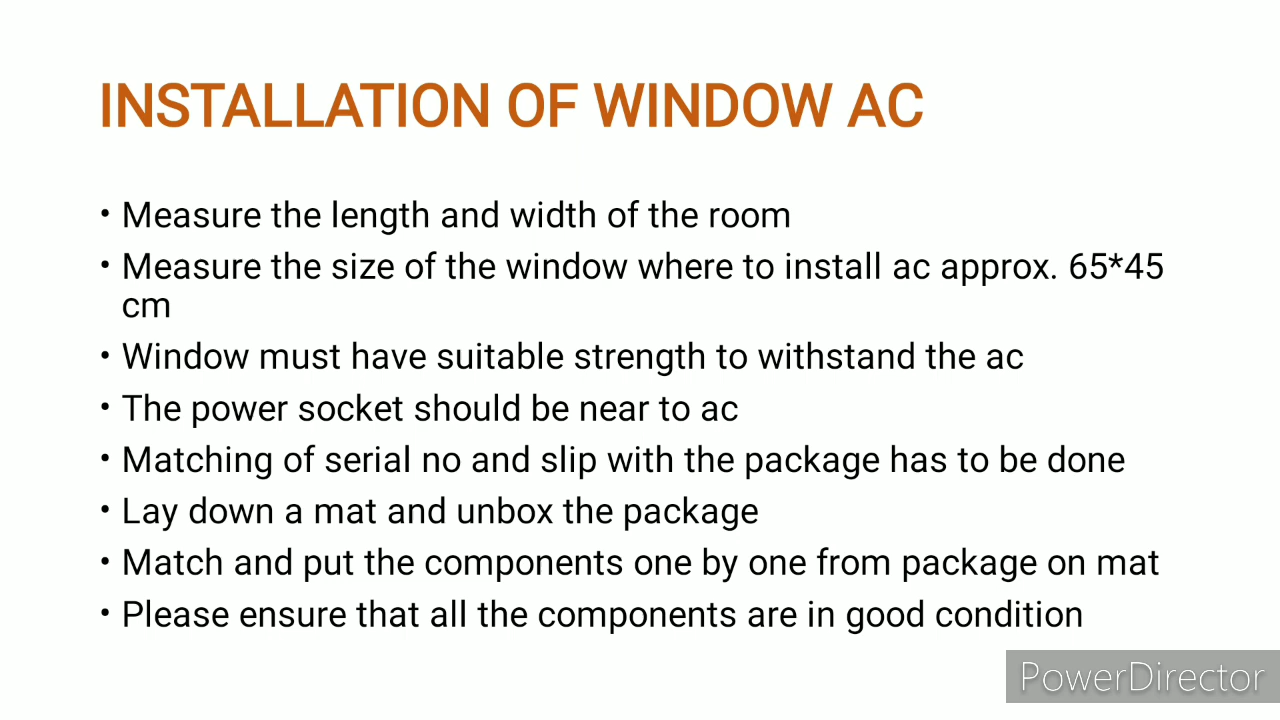 INSTALLATION OF WINDOW AC
• Measure the length and width of the room
• Measure the size of the window where to install ac approx. 65*45
cm
• Window must have suitable strength to withstand the ac
• The power socket should be near to ac
• Matching of serial no and slip with the package has to be done
• Lay down a mat and unbox the package
• Match and put the components one by one from package on mat
• Please ensure that all the components are in good condition
PowerDirector